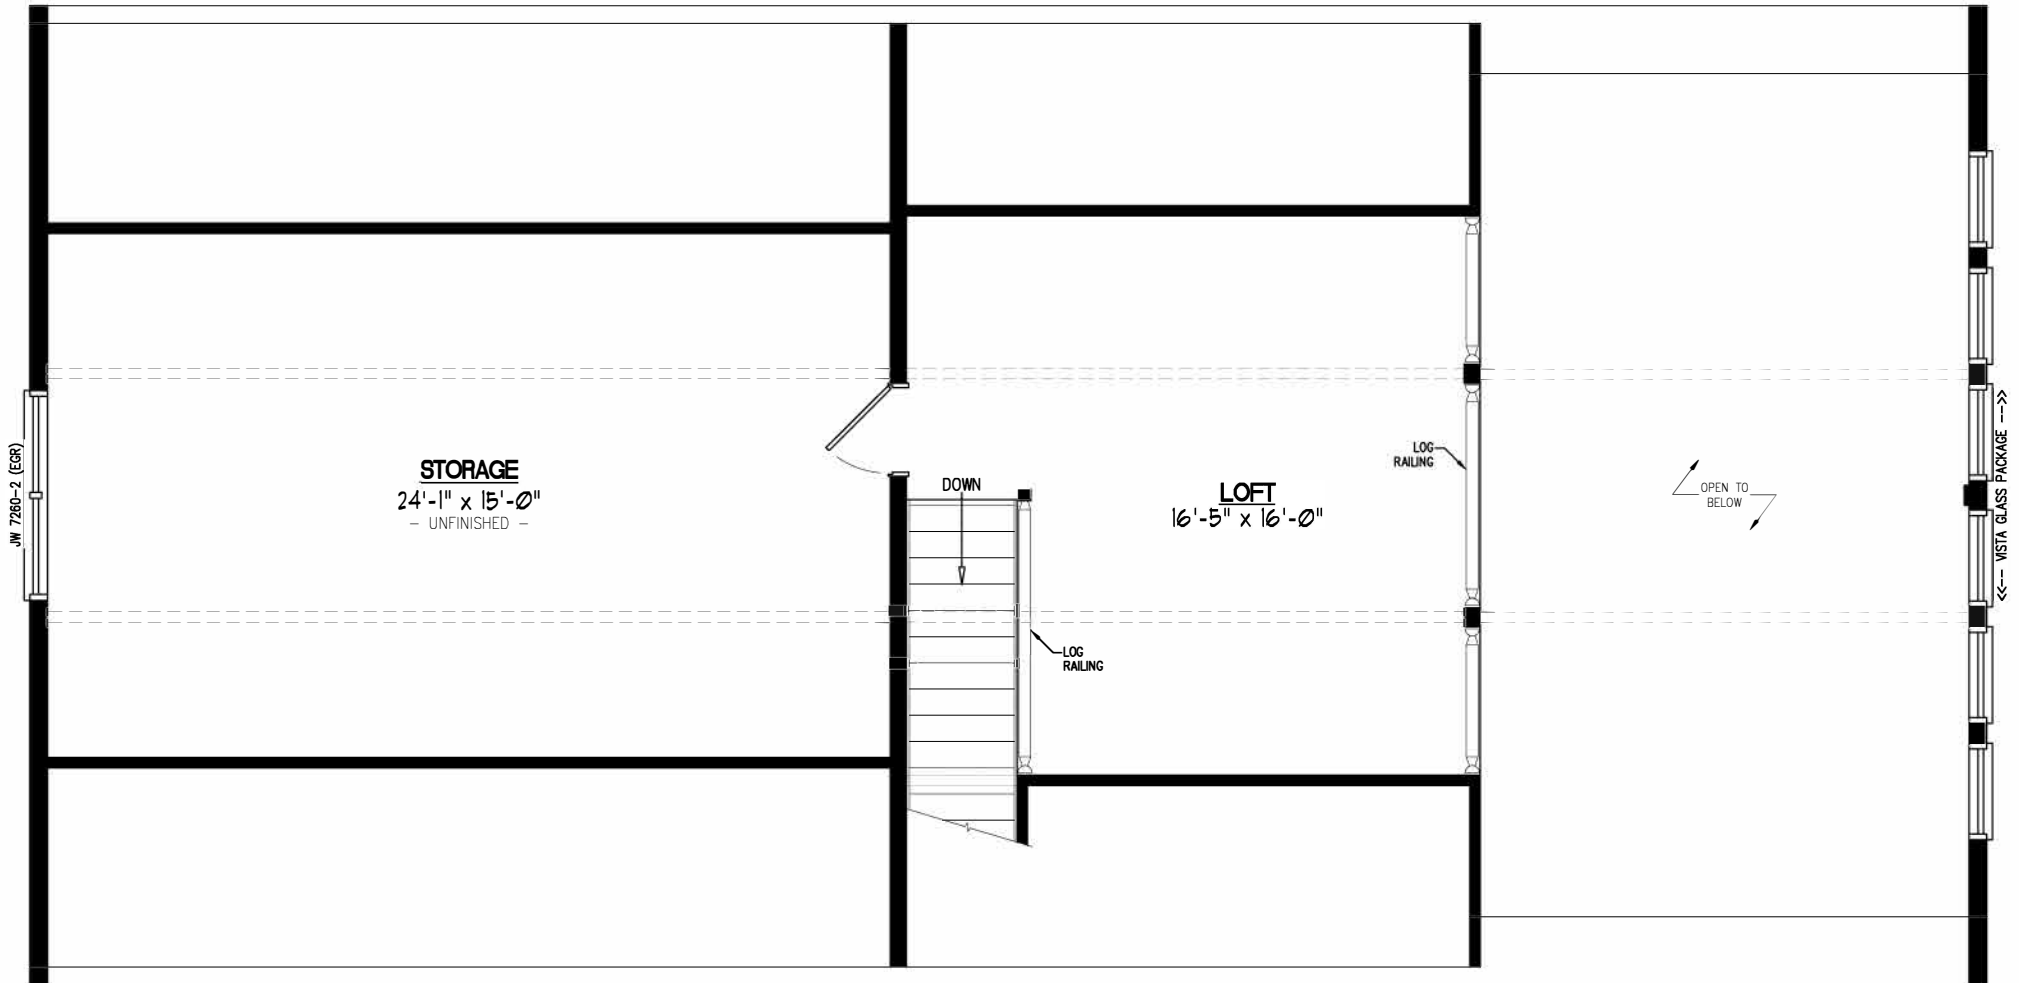 JW 7260-2 (EGR)
STORAGE
24'-1" x 15'-0"
- UNFINISHED -
DOWN
LOG
RAILING
LOFT
16'-5" x 16'-0"
LOG
RAILING
OPEN TO
BELOW
<<-- VISTA GLASS PACKAGE -->>